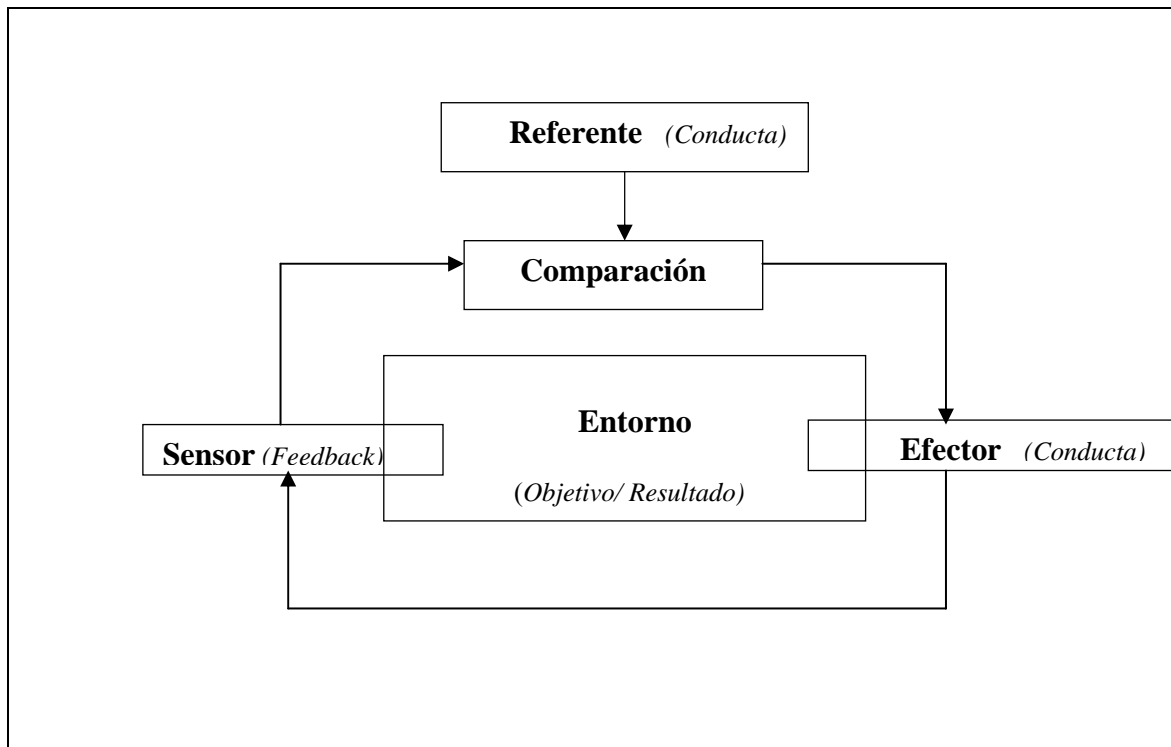 Referente (Conducta)
Comparación
Entorno
Sensor (Feedback)
Efector (Conducta)
(Objetivo/ Resultado)